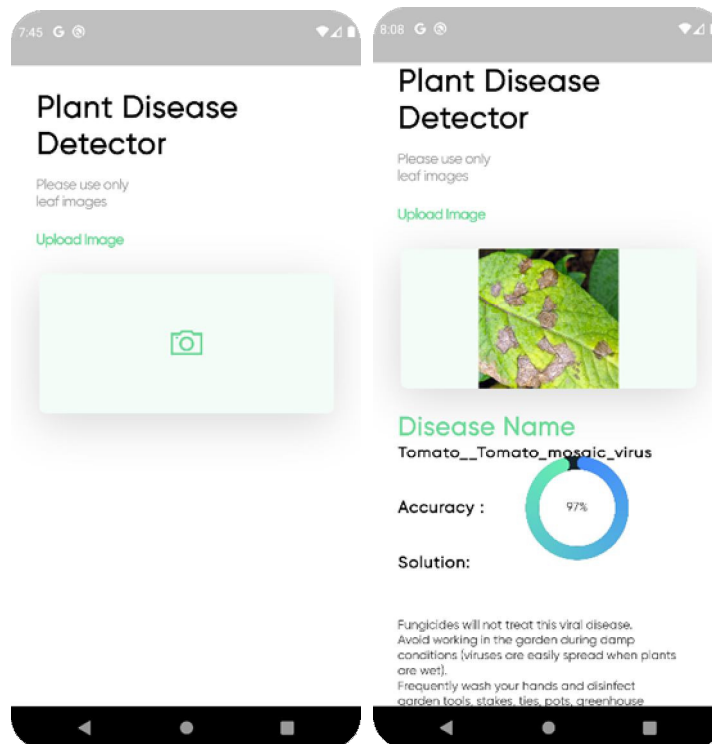 7:45 G
Plant Disease
Detector
Please use only
leaf images
Upload Image
8:08 G
Plant Disease
Detector
Please use only
leaf images
Upload Image
Disease Name
Tomato__Tomato_mosaic_virus
Accuracy :
97%
Solution:
Fungicides will not treat this viral disease.
Avoid working in the garden during damp
conditions (viruses are easily spread when plants
are wet).
Frequently wash your hands and disinfect
garden tools, stakes, ties, pots, greenhouse